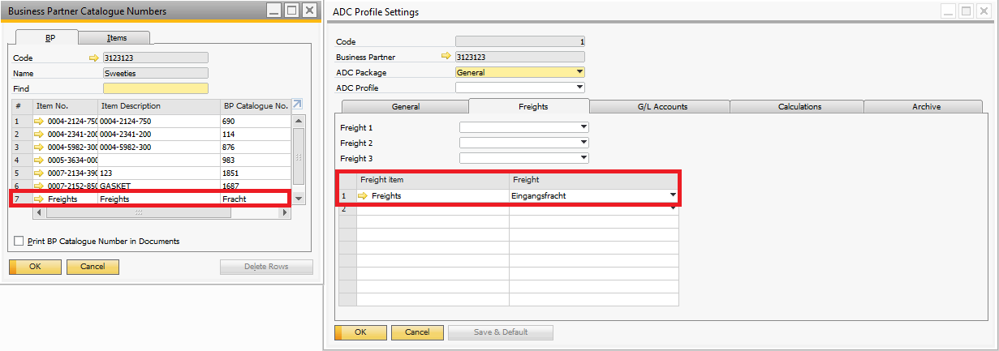 Business Partner Catalogue Numbers
BP Items
Code 3123123
Name Sweeties
Find
# Item No. Item Description BP Catalogue No.
1 0004-2124-750 0004-2124-750 690
2 0004-2341-200 0004-2341-200 114
3 0004-5982-300 0004-5982-300 876
4 0005-3634-000 983
5 0007-2134-390 123 1851
6 0007-2152-850 GASKET 1687
7 Freights Freights Fracht
Print BP Catalogue Number in Documents
OK Cancel Delete Rows
ADC Profile Settings
Code 1
Business Partner 3123123
ADC Package General
ADC Profile
General Freights G/L Accounts Calculations Archive
Freight 1
Freight 2
Freight 3
Freight item Freight
1 Freights Eingangsfracht
2
OK Cancel Save & Default